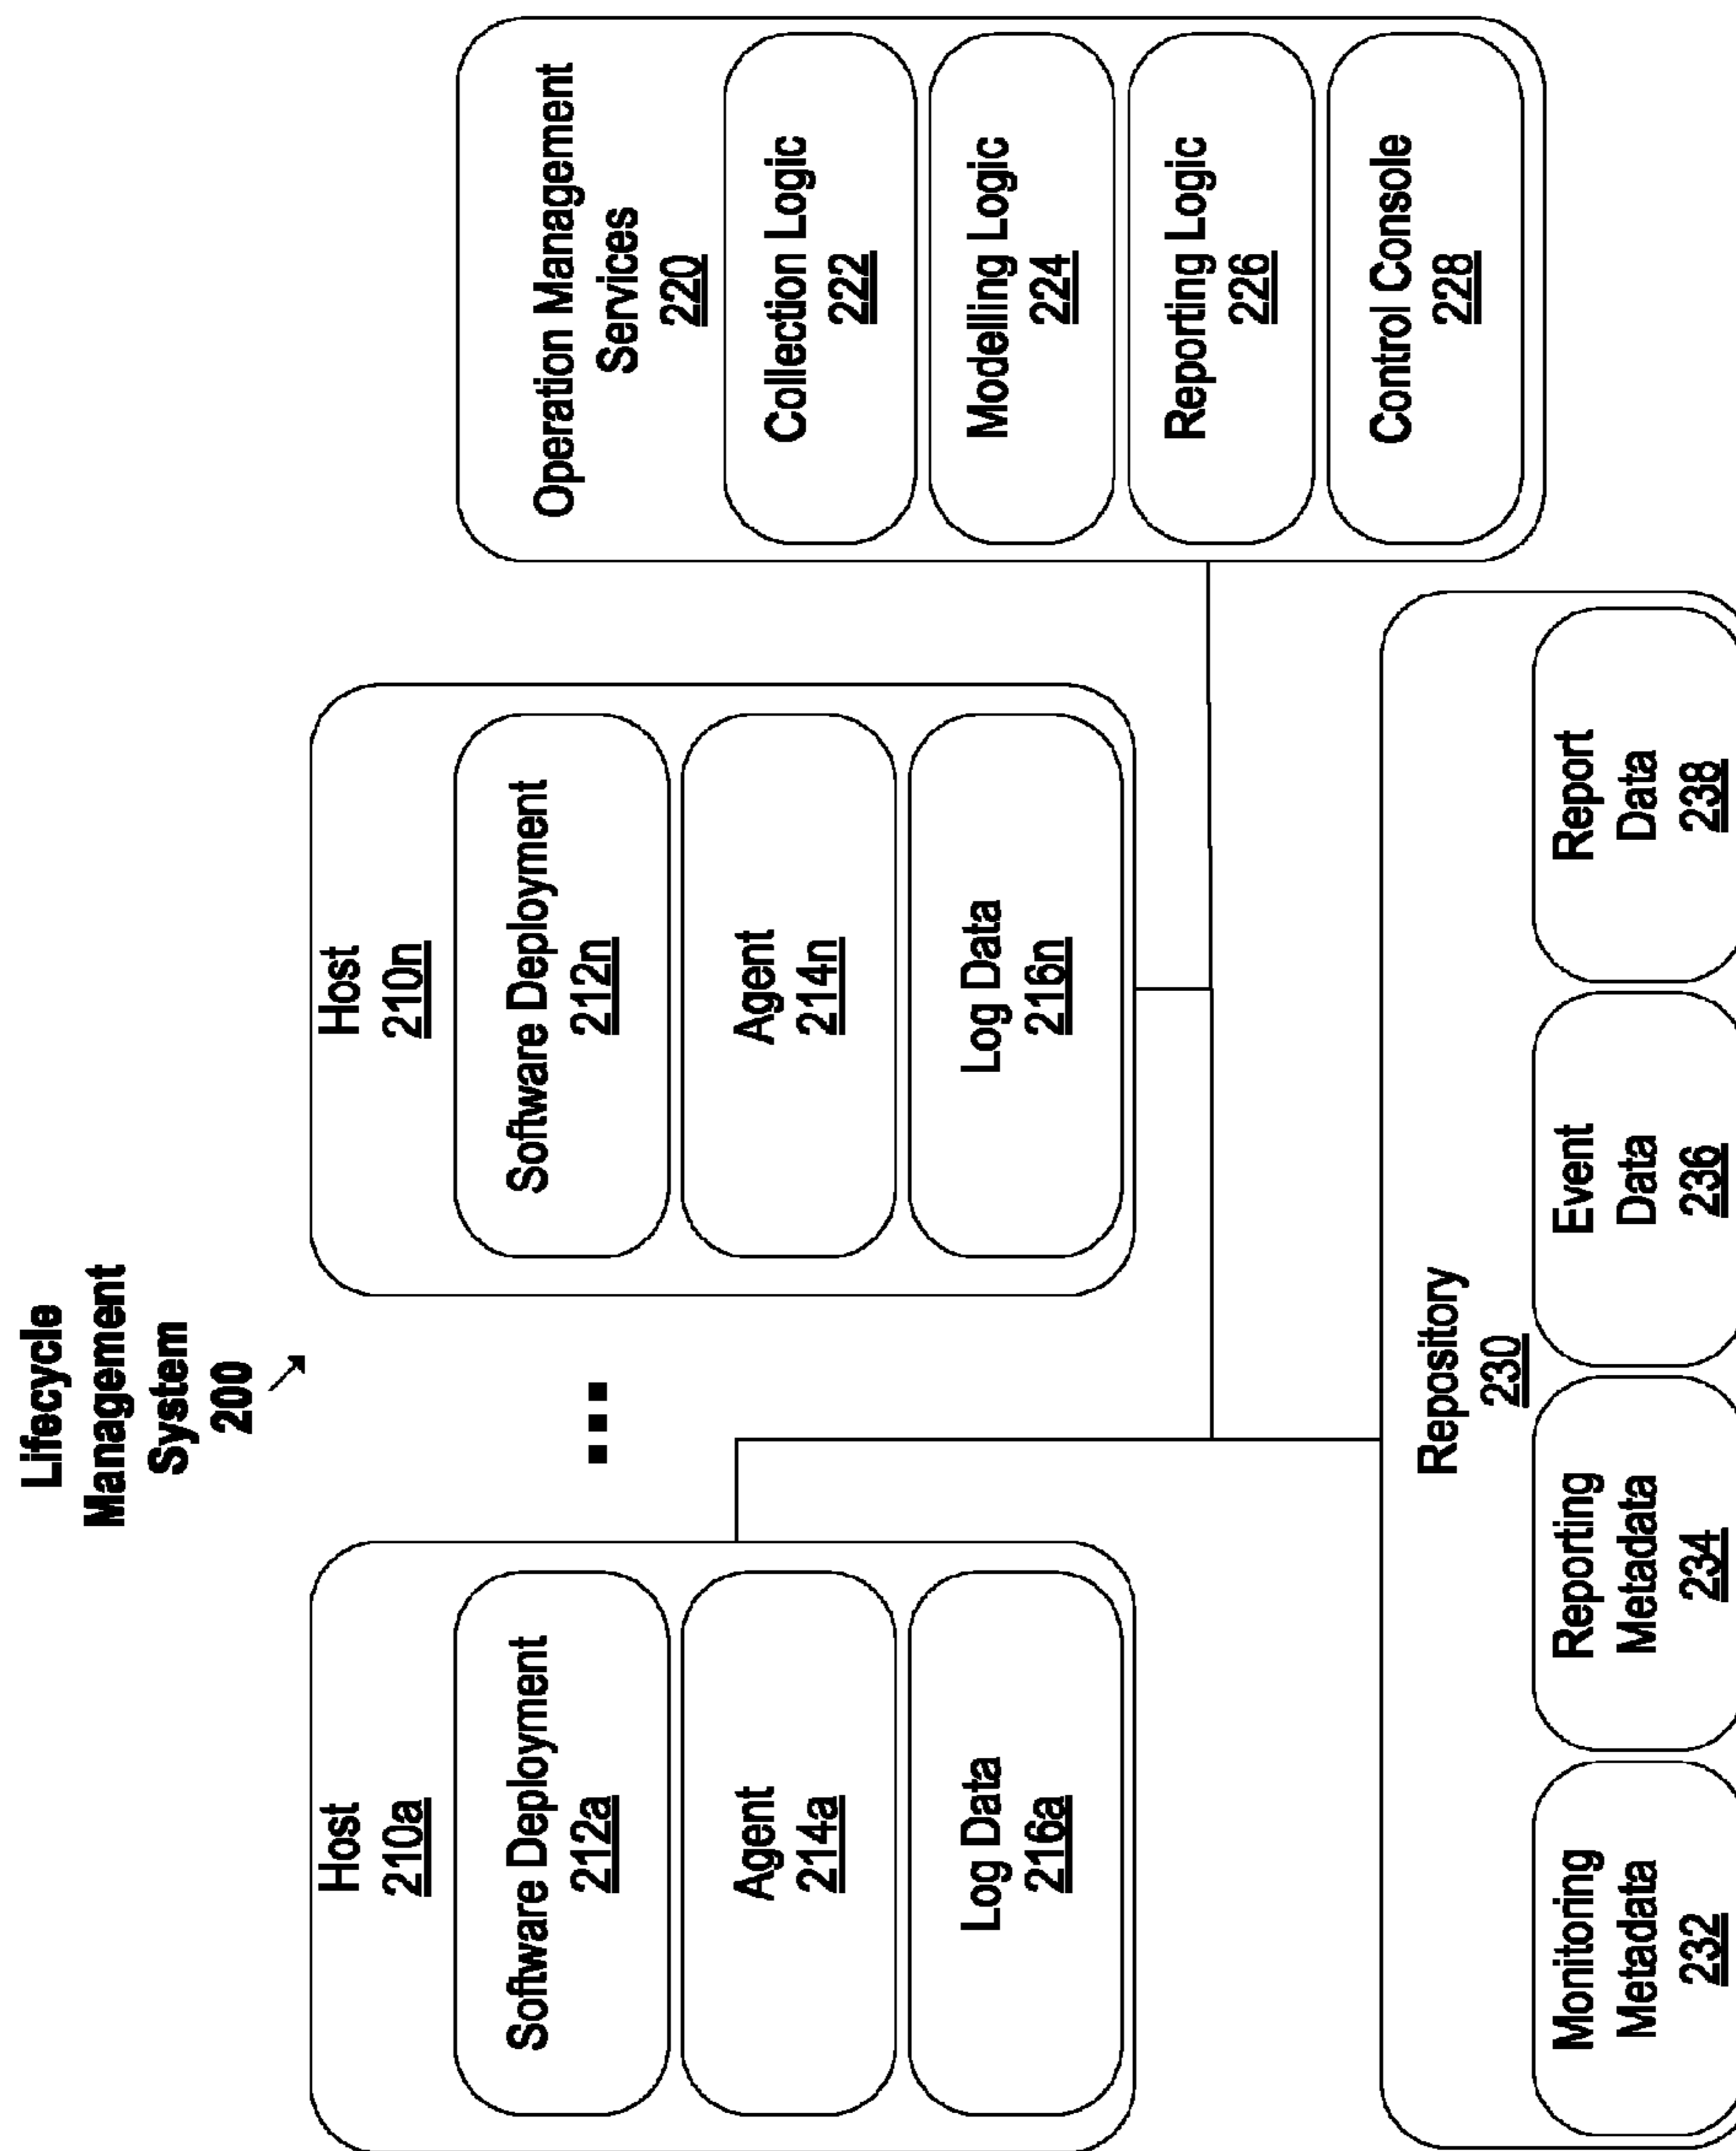 Lifecycle
Management
System
200
Host
210a
Software Deployment
212a
Agent
214a
Log Data
216a
...
Host
210n
Software Deployment
212n
Agent
214n
Log Data
216n
Operation Management
Services
220
Collection Logic
222
Modelling Logic
224
Reporting Logic
226
Control Console
228
Repository
230
Monitoring
Metadata
232
Reporting
Metadata
234
Event
Data
236
Report
Data
238